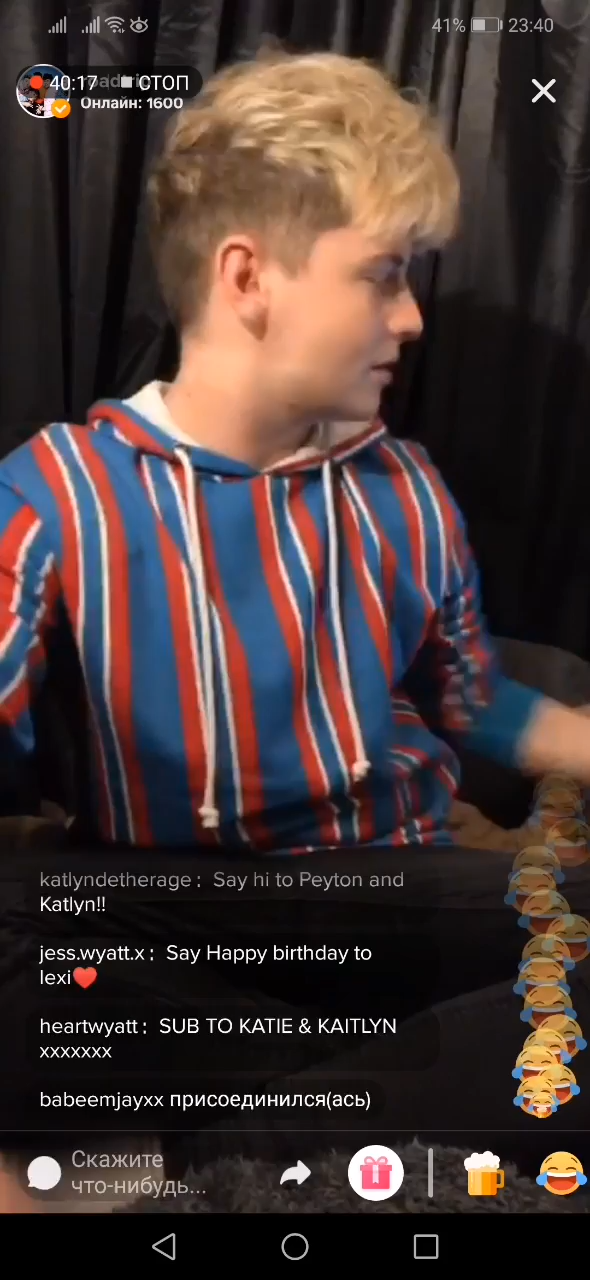 41% 23:40
40:17 СТОП
Онлайн: 1600
katlyndetherage : Say hi to Peyton and
Katlyn!!
jess.wyatt.x : Say Happy birthday to
lexi❤️
heartwyatt : SUB TO KATIE & KAITLYN
xxxxxxx
babeemjayxx присоединился(ась)
Скажите
что-нибудь...